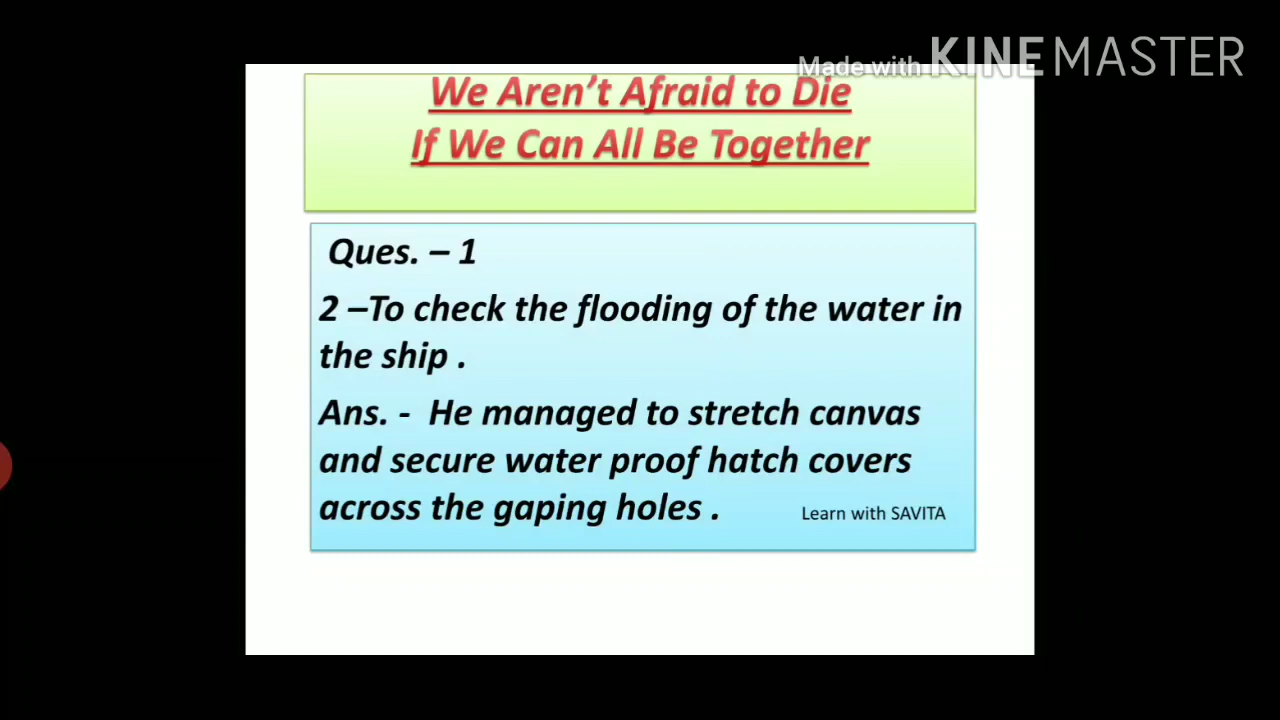 Made with KINEMASTER
We Aren't Afraid to Die
If We Can All Be Together
Ques. – 1
2 –To check the flooding of the water in
the ship .
Ans. - He managed to stretch canvas
and secure water proof hatch covers
across the gaping holes .
Learn with SAVITA